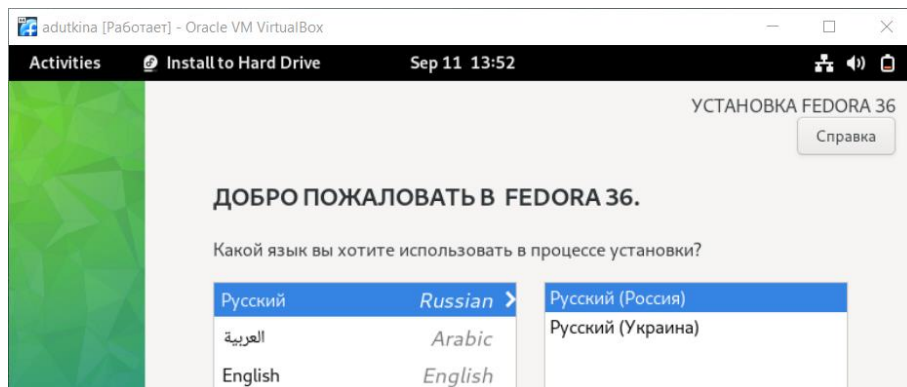 adutkina [Работает] - Oracle VM VirtualBox
Activities Install to Hard Drive Sep 11 13:52
УСТАНОВКА FEDORA 36
Справка
ДОБРО ПОЖАЛОВАТЬ В FEDORA 36.
Какой язык вы хотите использовать в процессе установки?
Русский Russian Русский (Россия)
العربية Arabic Русский (Украина)
English English